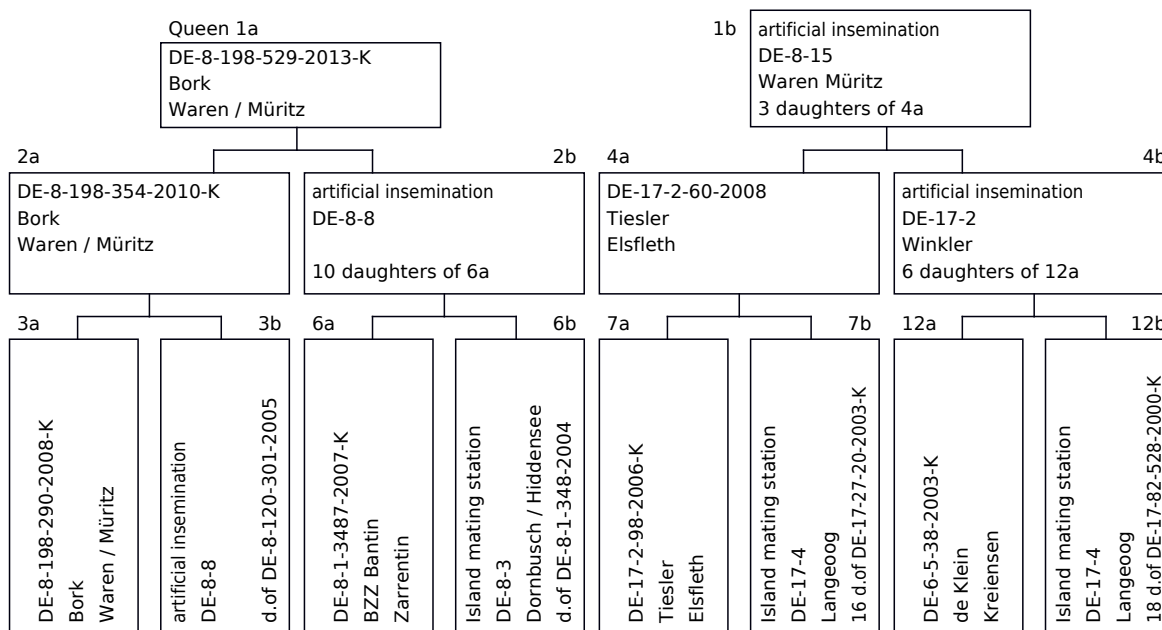 Queen 1a
DE-8-198-529-2013-K
Bork
Waren / Müritz
1b
artificial insemination
DE-8-15
Waren Müritz
3 daughters of 4a
2a
DE-8-198-354-2010-K
Bork
Waren / Müritz
2b
artificial insemination
DE-8-8
10 daughters of 6a
4a
DE-17-2-60-2008
Tiesler
Elsfleth
4b
artificial insemination
DE-17-2
Winkler
6 daughters of 12a
3a
DE-8-198-290-2008-K
Bork
Waren / Müritz
3b
artificial insemination
DE-8-8
d.of DE-8-120-301-2005
6a
DE-8-1-3487-2007-K
BZZ Bantin
Zarrentin
6b
Island mating station
DE-8-3
Dornbusch / Hiddensee
d.of DE-8-1-348-2004
7a
DE-17-2-98-2006-K
Tiesler
Elsfleth
7b
Island mating station
DE-17-4
Langeoog
16 d.of DE-17-27-20-2003-K
12a
DE-6-5-38-2003-K
de Klein
Kreiensen
12b
Island mating station
DE-17-4
Langeoog
18 d.of DE-17-82-528-2000-K